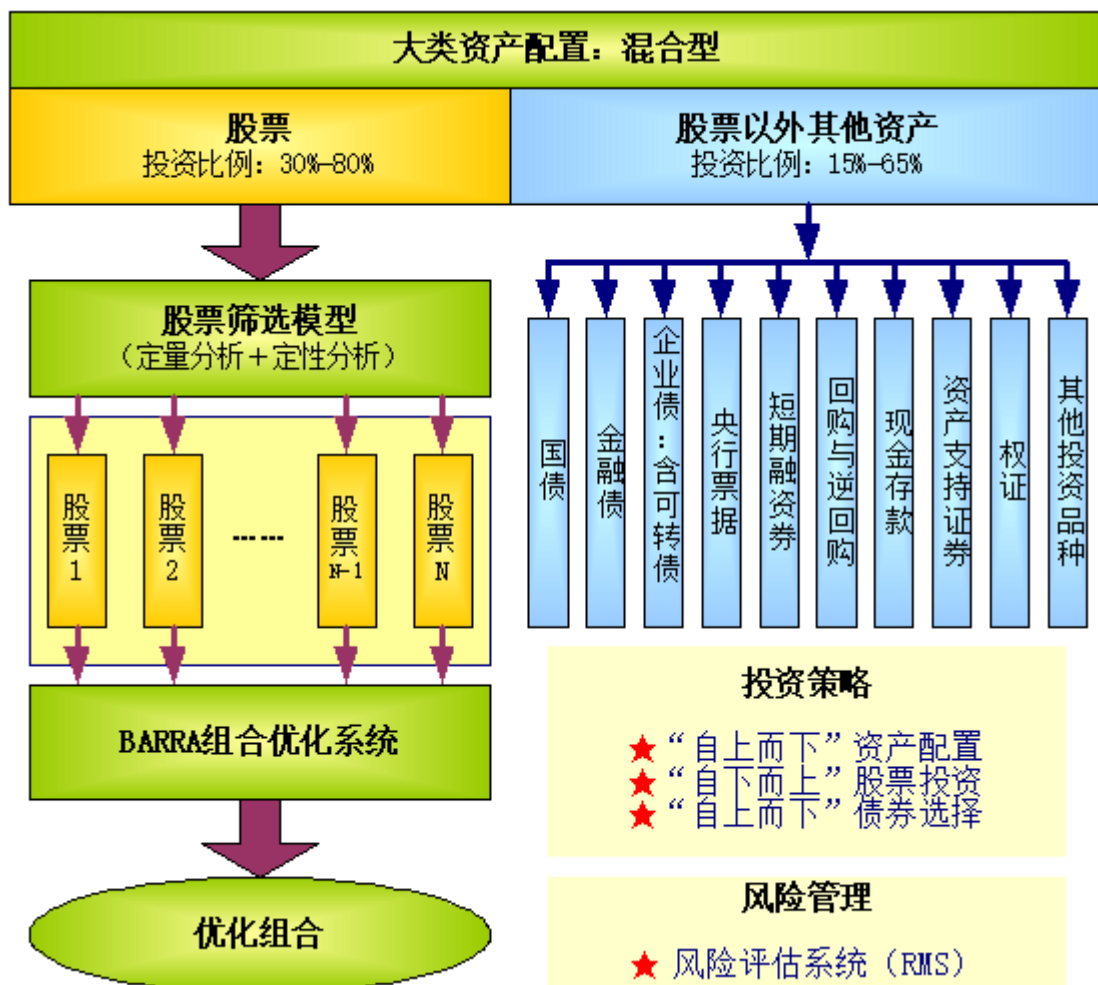 大类资产配置：混合型
股票
投资比例：30%-80%
股票以外其他资产
投资比例：15%-65%
股票筛选模型
（定量分析＋定性分析）
股票1
股票2
……
股票N-1
股票N
BARRA组合优化系统
优化组合
国债
金融债
企业债：含可转债
央行票据
短期融资券
回购与逆回购
现金存款
资产支持证券
权证
其他投资品种
投资策略
★“自上而下”资产配置
★“自下而上”股票投资
★“自上而下”债券选择
风险管理
★ 风险评估系统（RMS）